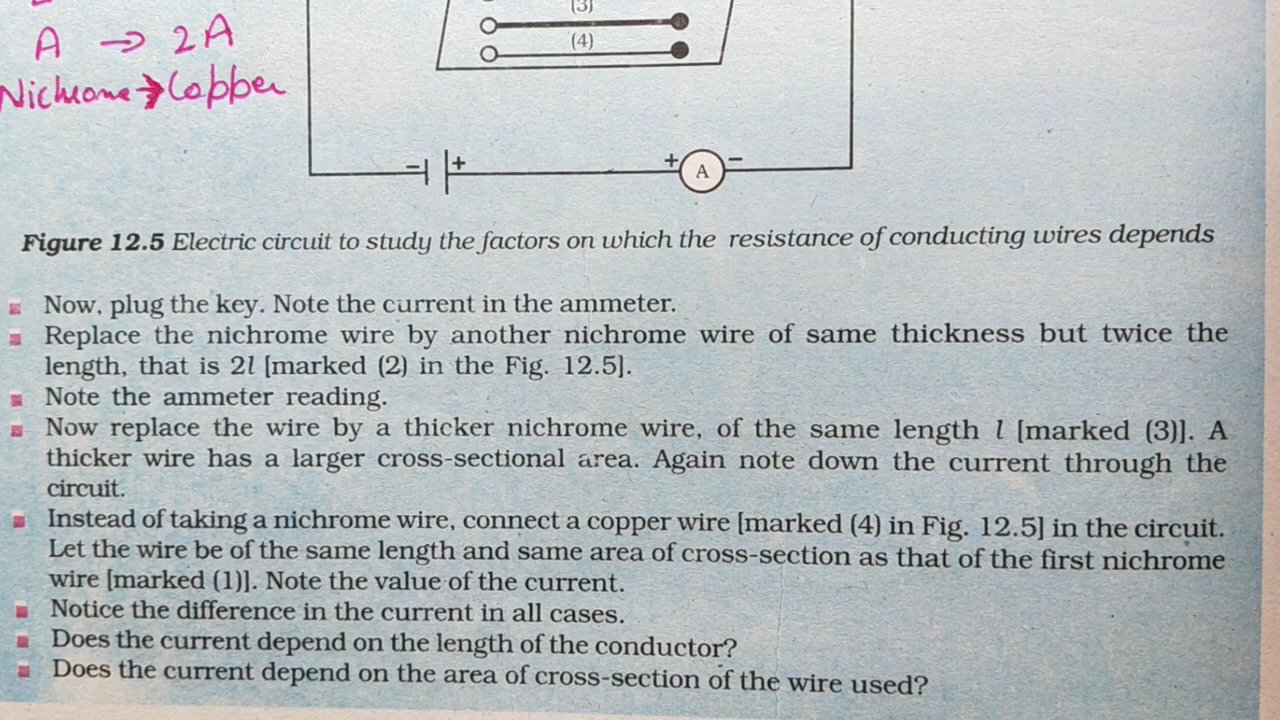 (3)
A → 2A
(4)
Nichrome → Copper
− + + A −
Figure 12.5 Electric circuit to study the factors on which the resistance of conducting wires depends
Now, plug the key. Note the current in the ammeter.
Replace the nichrome wire by another nichrome wire of same thickness but twice the
length, that is 2l [marked (2) in the Fig. 12.5].
Note the ammeter reading.
Now replace the wire by a thicker nichrome wire, of the same length l [marked (3)]. A
thicker wire has a larger cross-sectional area. Again note down the current through the
circuit.
Instead of taking a nichrome wire, connect a copper wire [marked (4) in Fig. 12.5] in the circuit.
Let the wire be of the same length and same area of cross-section as that of the first nichrome
wire [marked (1)]. Note the value of the current.
Notice the difference in the current in all cases.
Does the current depend on the length of the conductor?
Does the current depend on the area of cross-section of the wire used?